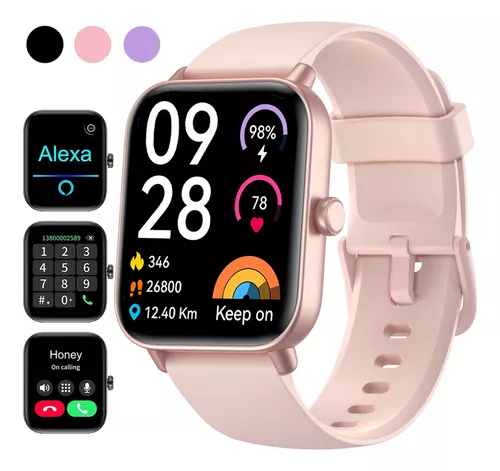 Alexa
13800002589
1 2 3
4 5 6
7 8 9
*. 0 #
Honey
On calling
09
28
98%
78
346
26800
12.40 Km
Keep on